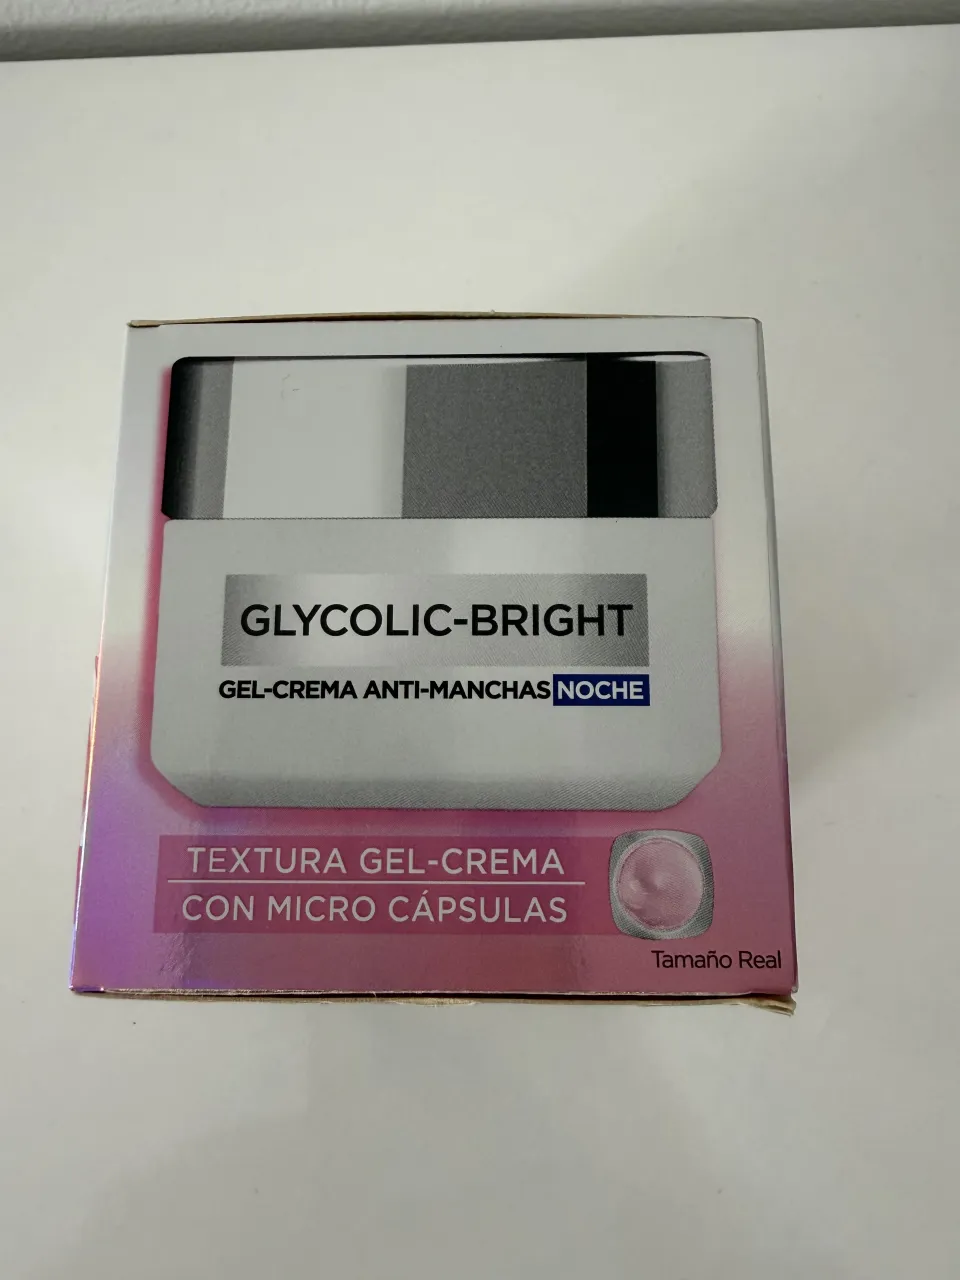 GLYCOLIC-BRIGHT
GEL-CREMA ANTI-MANCHAS NOCHE
TEXTURA GEL-CREMA
CON MICRO CÁPSULAS
Tamaño Real